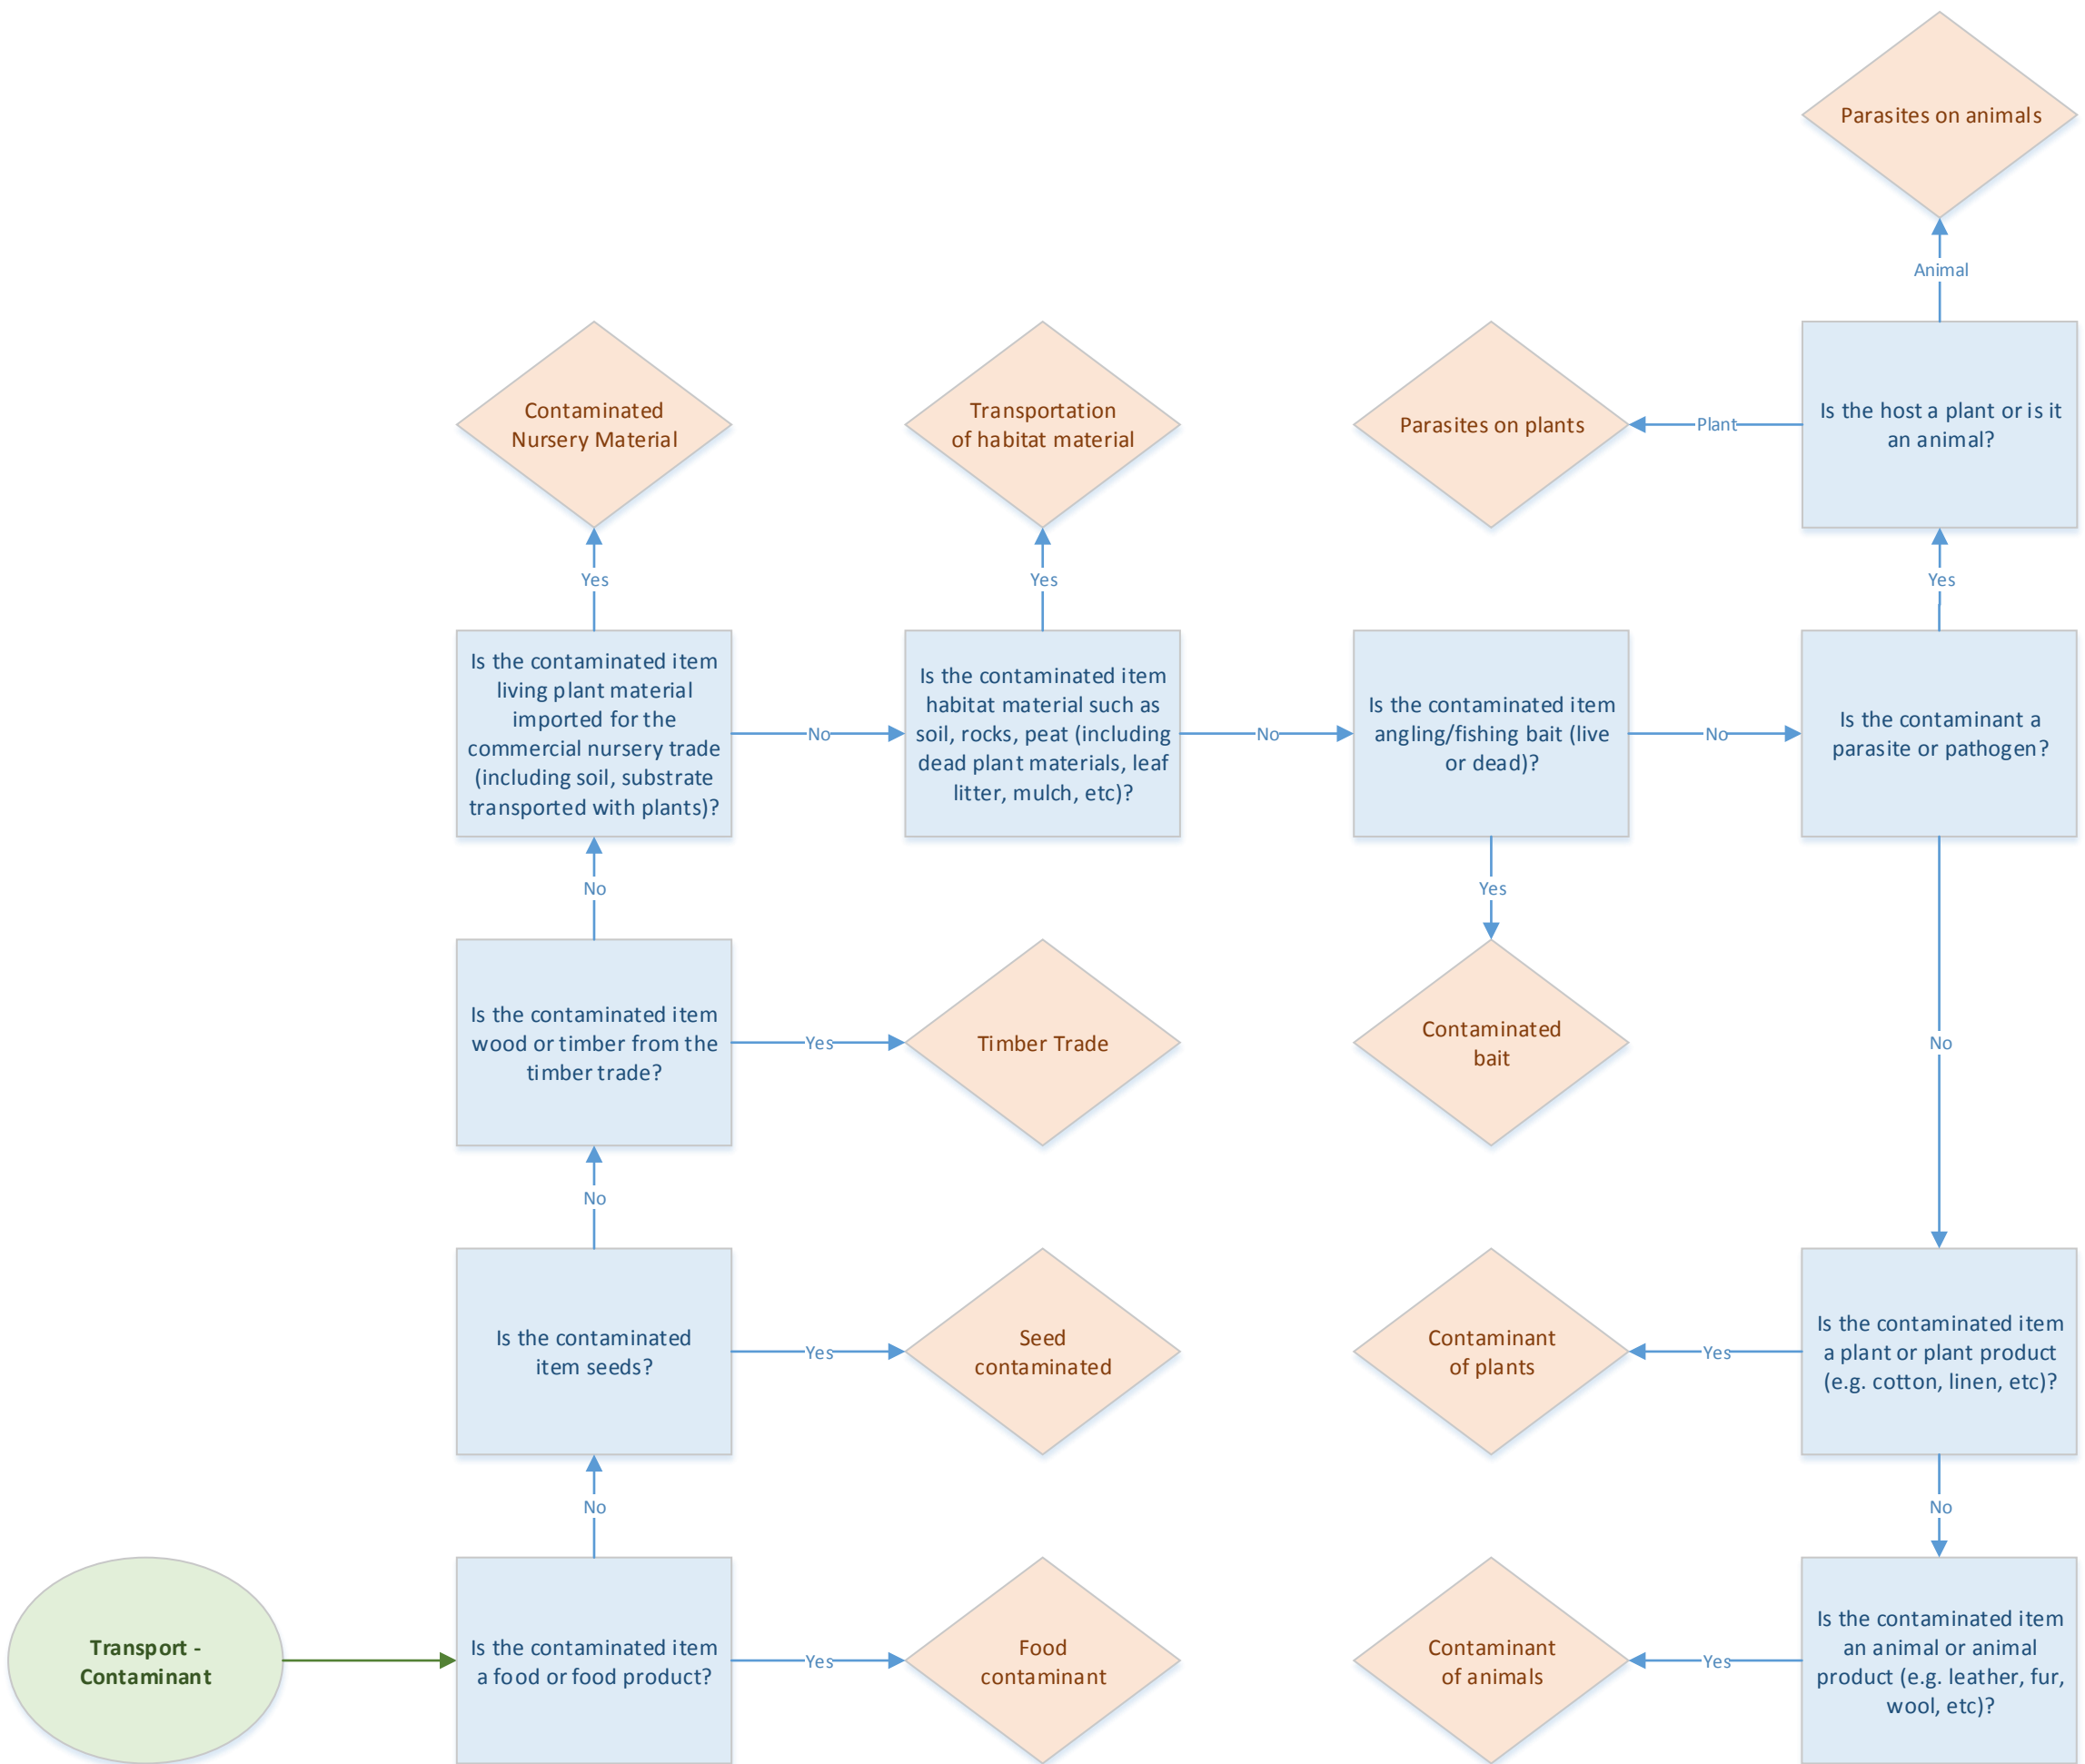 Parasites on animals
Animal
Contaminated
Nursery Material
Transportation
of habitat material
Parasites on plants
Plant
Is the host a plant or is it
an animal?
Yes
Yes
Yes
Is the contaminated item
living plant material
imported for the
commercial nursery trade
(including soil, substrate
transported with plants)?
No
Is the contaminated item
habitat material such as
soil, rocks, peat (including
dead plant materials, leaf
litter, mulch, etc)?
No
Is the contaminated item
angling/fishing bait (live
or dead)?
No
Is the contaminant a
parasite or pathogen?
No
Yes
Is the contaminated item
wood or timber from the
timber trade?
Yes
Timber Trade
Contaminated
bait
No
No
Is the contaminated
item seeds?
Yes
Seed
contaminated
Contaminant
of plants
Yes
Is the contaminated item
a plant or plant product
(e.g. cotton, linen, etc)?
No
No
Transport -
Contaminant
Is the contaminated item
a food or food product?
Yes
Food
contaminant
Contaminant
of animals
Yes
Is the contaminated item
an animal or animal
product (e.g. leather, fur,
wool, etc)?